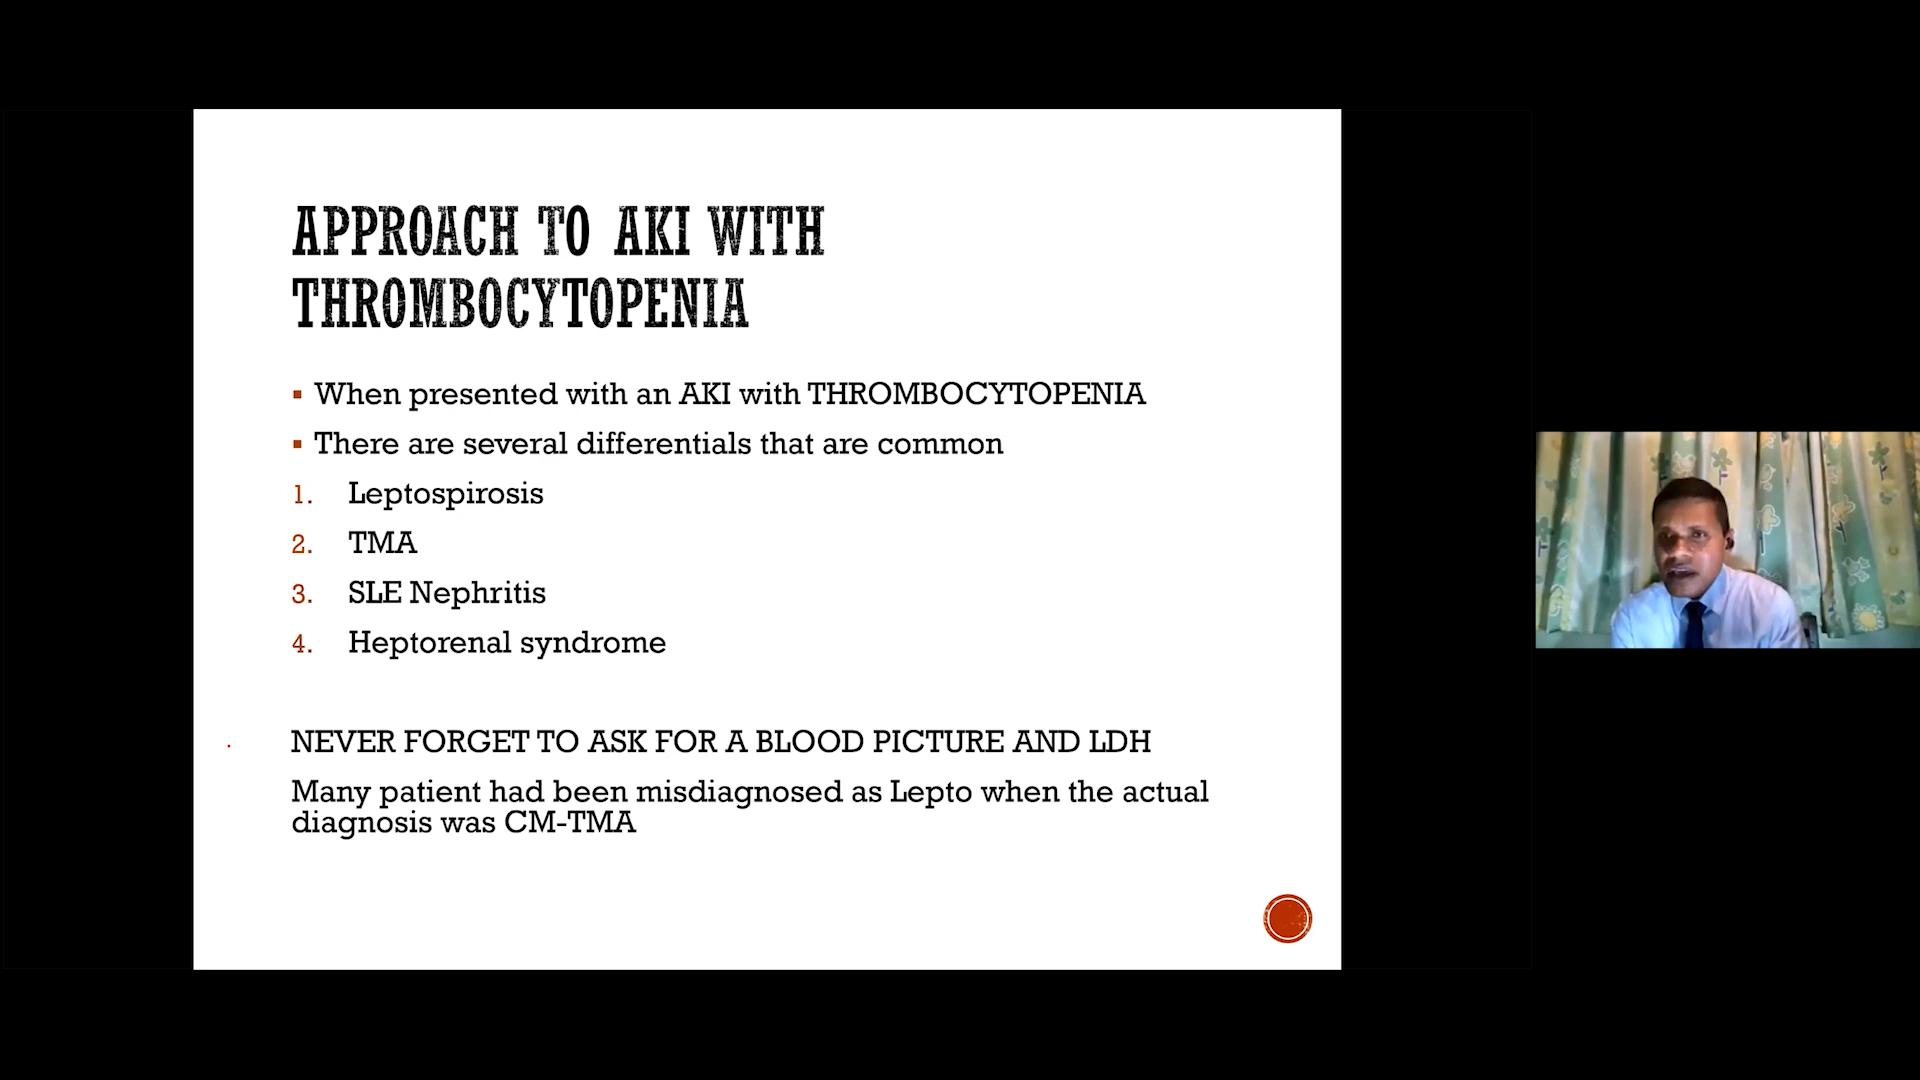 APPROACH TO AKI WITH
THROMBOCYTOPENIA
▪ When presented with an AKI with THROMBOCYTOPENIA
▪ There are several differentials that are common
1. Leptospirosis
2. TMA
3. SLE Nephritis
4. Heptorenal syndrome
NEVER FORGET TO ASK FOR A BLOOD PICTURE AND LDH
Many patient had been misdiagnosed as Lepto when the actual
diagnosis was CM-TMA